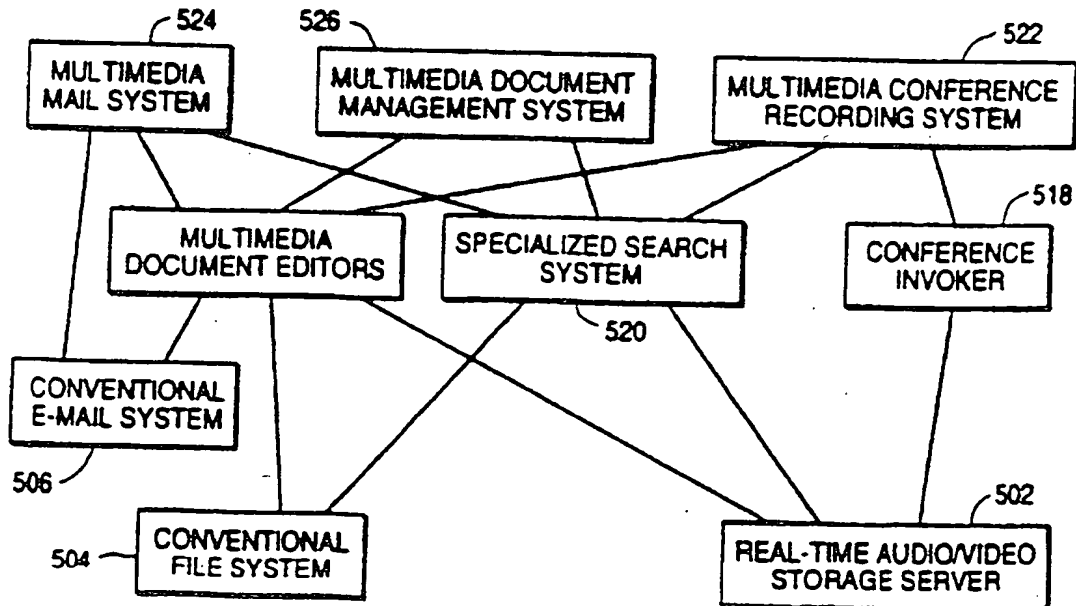 524
526
522
MULTIMEDIA
MAIL SYSTEM
MULTIMEDIA DOCUMENT
MANAGEMENT SYSTEM
MULTIMEDIA CONFERENCE
RECORDING SYSTEM
518
MULTIMEDIA
DOCUMENT EDITORS
SPECIALIZED SEARCH
SYSTEM
CONFERENCE
INVOKER
520
CONVENTIONAL
E-MAIL SYSTEM
506
502
504
CONVENTIONAL
FILE SYSTEM
REAL-TIME AUDIO/VIDEO
STORAGE SERVER